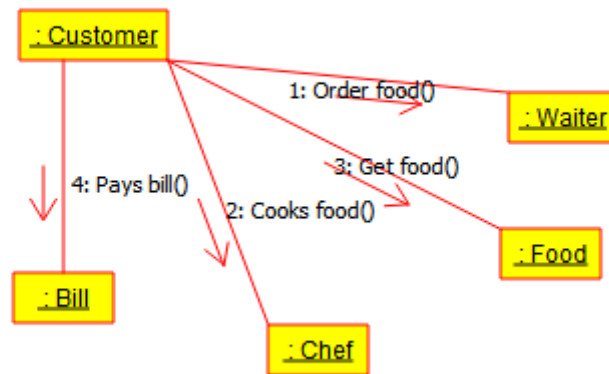 : Customer
1: Order food()
: Waiter
3: Get food()
4: Pays bill()
2: Cooks food()
: Food
: Bill
: Chef